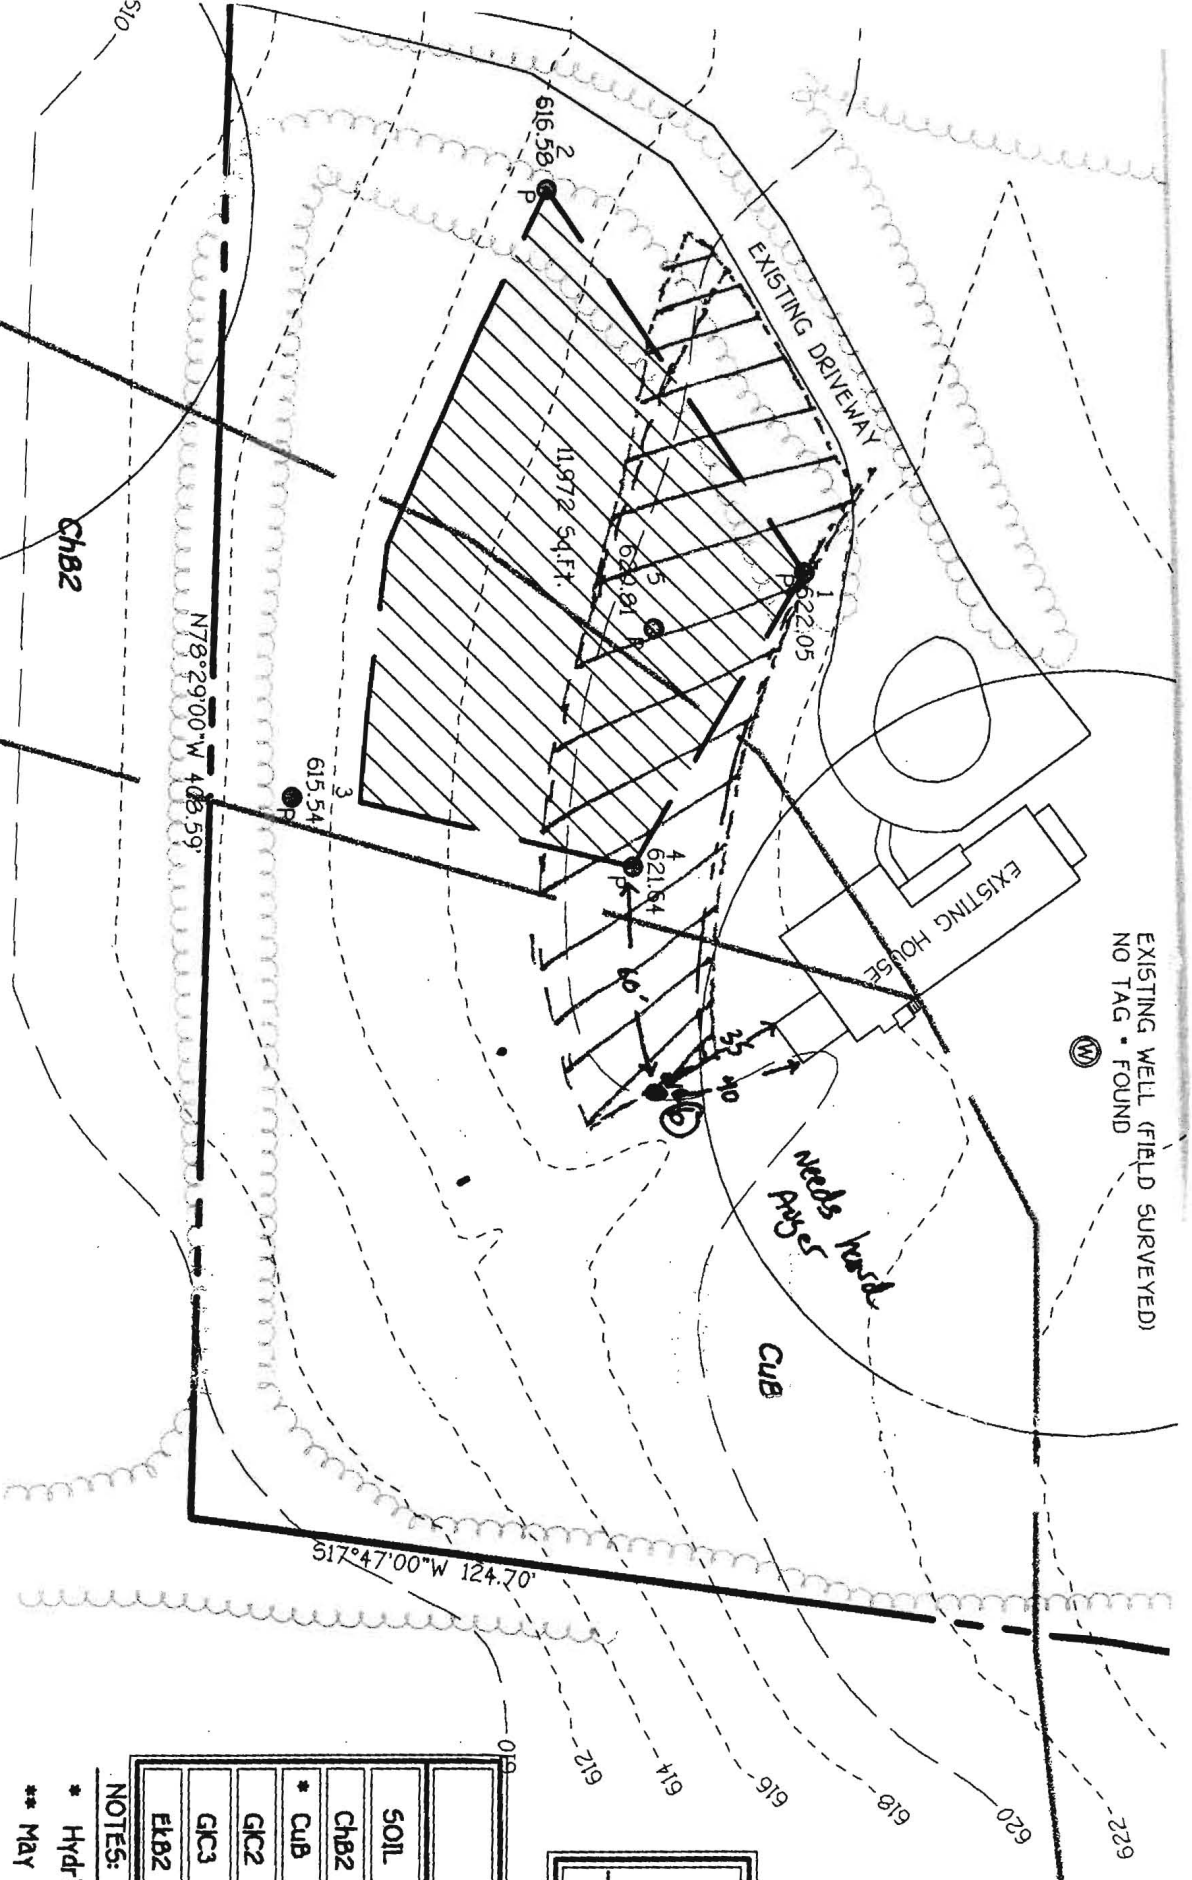 EXISTING WELL (FIELD SURVEYED)
NO TAG # FOUND
W
EXISTING DRIVEWAY
EXISTING HOUSE
1
622.05
2
616.58
P
P
3
615.54
P
4
621.64
P
5
620.81
11,972 Sq.Ft.
60'
35
40
6
Needs hand
Auger
CuB
ChB2
N78°29'00"W 408.59'
S17°47'00"W 124.70'
610
610
612
614
616
618
620
622
SOIL
ChB2
* CuB
GlC2
GlC3
EkB2
NOTES:
* Hydr
** May